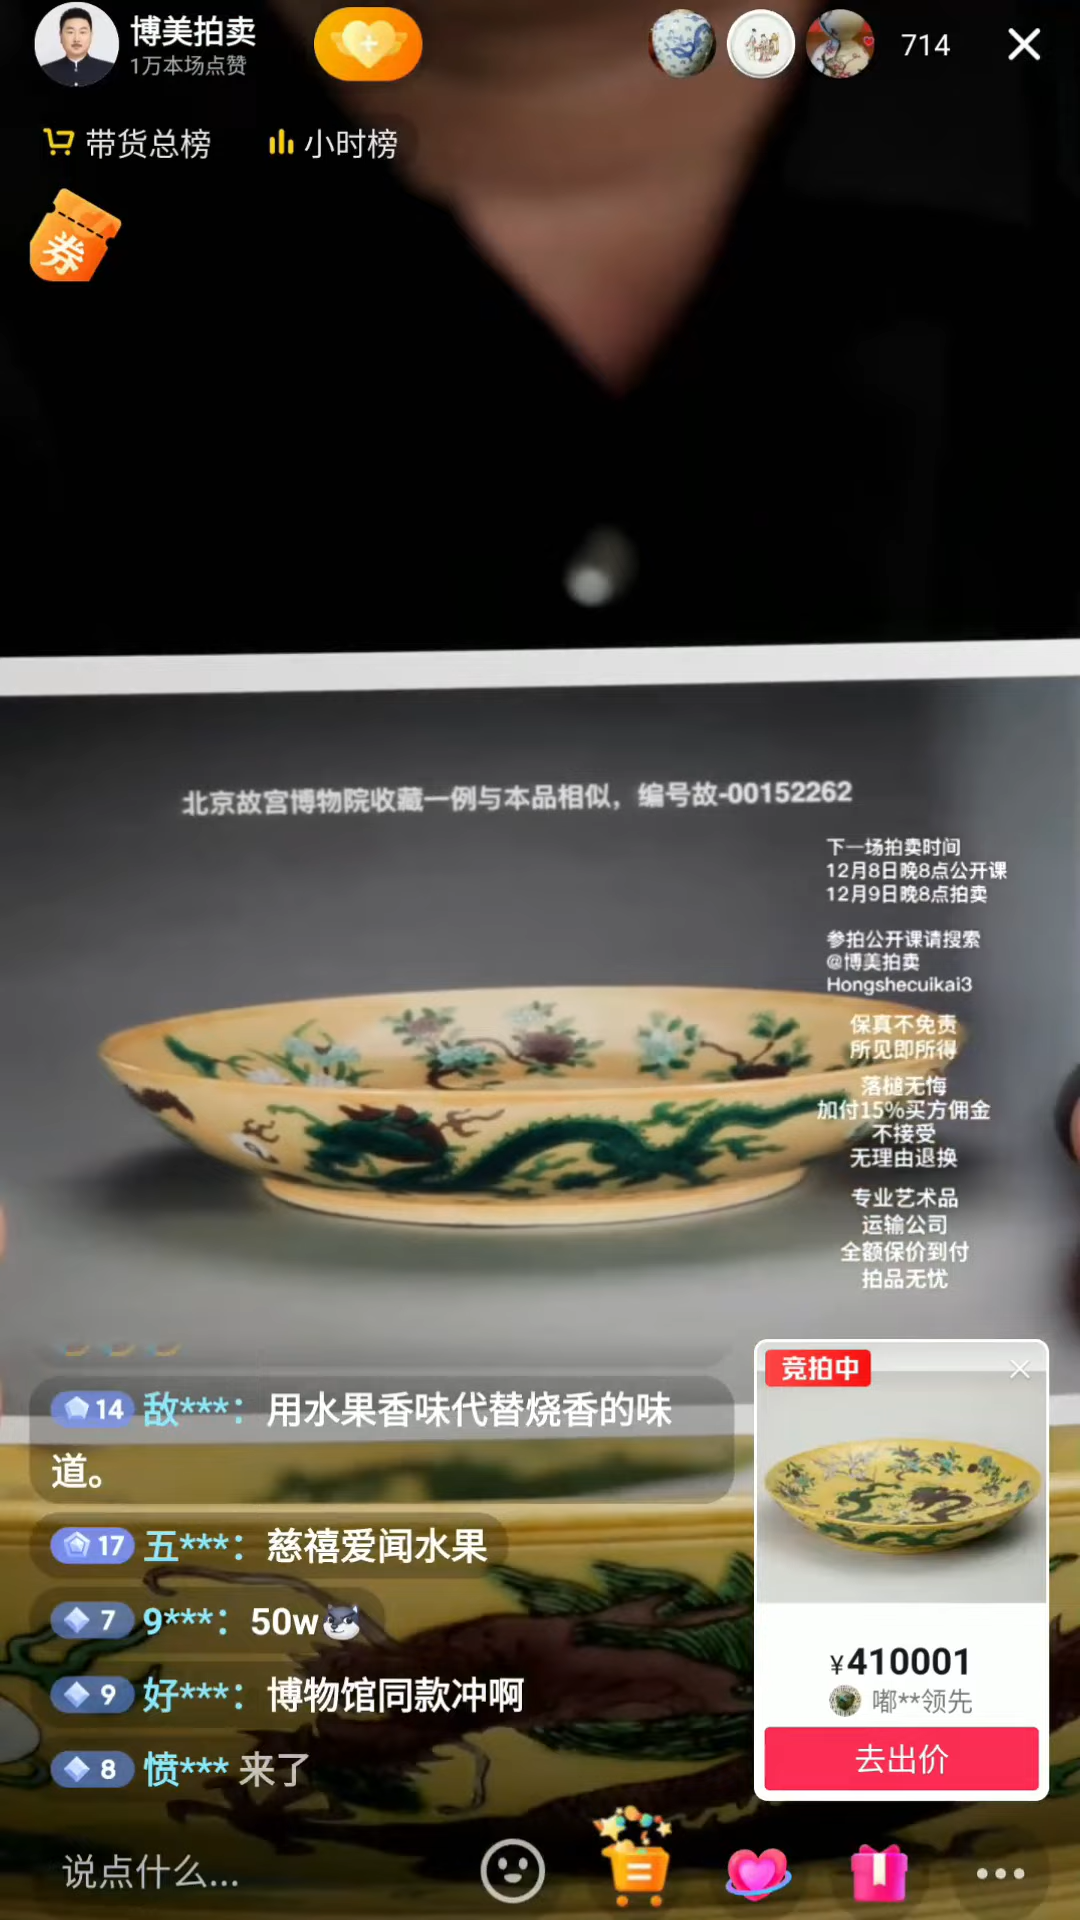 博美拍卖
1万本场点赞
714
带货总榜
小时榜
券
北京故宫博物院收藏一例与本品相似，编号故-00152262
下一场拍卖时间
12月8日晚8点公开课
12月9日晚8点拍卖
参拍公开课请搜索
@博美拍卖
Hongshecuikai3
保真不免责
所见即所得
落槌无悔
加付15%买方佣金
不接受
无理由退换
专业艺术品
运输公司
全额保价到付
拍品无忧
14 敌***：用水果香味代替烧香的味
道。
17 五***：慈禧爱闻水果
7 9***：50w
9 好***：博物馆同款冲啊
8 愤*** 来了
竞拍中
¥410001
嘟**领先
去出价
说点什么...